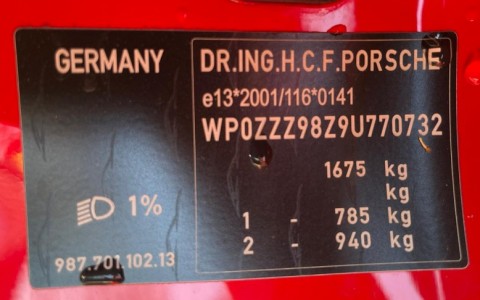 GERMANY
DR.ING.H.C.F.PORSCHE
e13*2001/116*0141
WP0ZZZ98Z9U770732
1675 kg
kg
1%
1 - 785 kg
2 - 940 kg
987.701.102.13